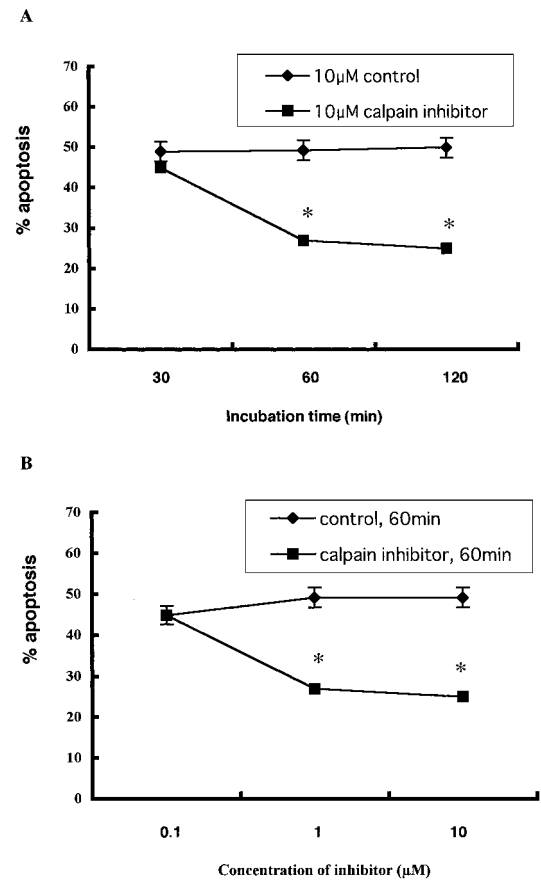 A
10µM control
10µM calpain inhibitor
% apoptosis
70
60
50
40
30
20
10
0
*
*
30 60 120
Incubation time (min)
B
control, 60min
calpain inhibitor, 60min
% apoptosis
70
60
50
40
30
20
10
0
*
*
0.1 1 10
Concentration of inhibitor (µM)